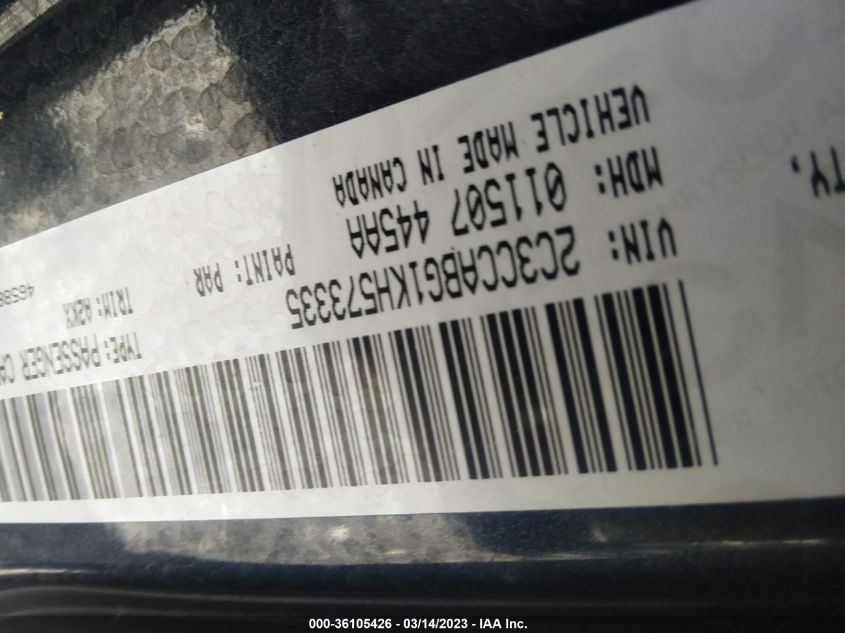 VIN: 2C3CCABG1KH573335
TYPE: PASSENGER CA
MDH: 011507 445AA
PAINT: PAR
TRIM:
VEHICLE MADE IN CANADA
TY,
000-36105426 - 03/14/2023 - IAA Inc.